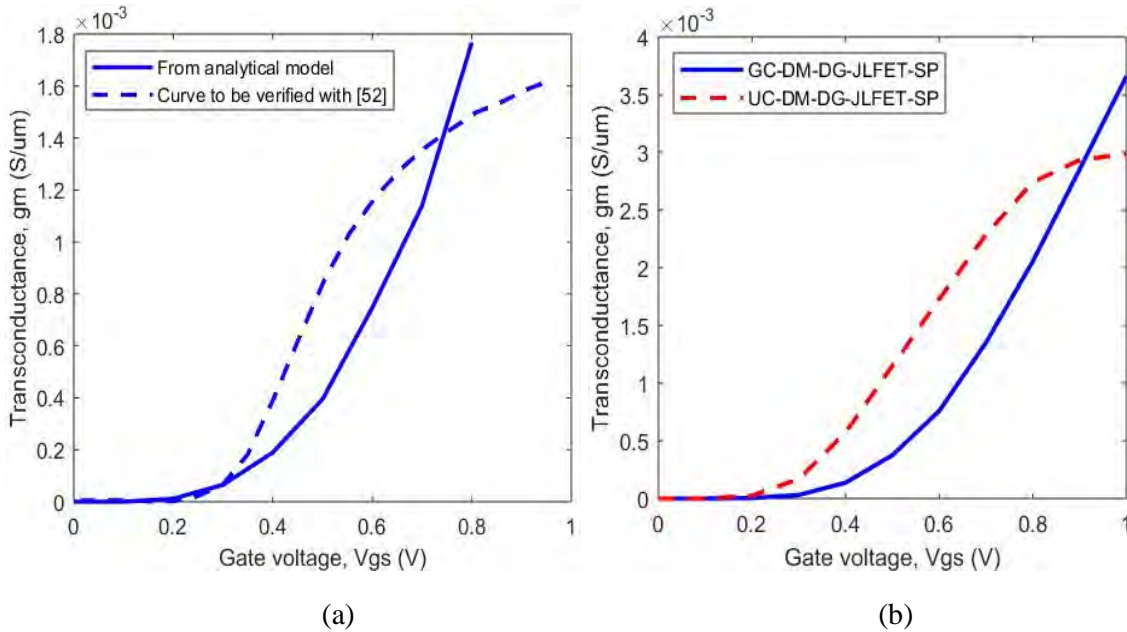 ×10⁻³
1.8
1.6
1.4
1.2
1
0.8
0.6
0.4
0.2
0
Transconductance, gm (S/um)
From analytical model
Curve to be verified with [52]
0 0.2 0.4 0.6 0.8 1
Gate voltage, Vgs (V)
(a)
×10⁻³
4
3.5
3
2.5
2
1.5
1
0.5
0
Transconductance, gm (S/um)
GC-DM-DG-JLFET-SP
UC-DM-DG-JLFET-SP
0 0.2 0.4 0.6 0.8 1
Gate voltage, Vgs (V)
(b)